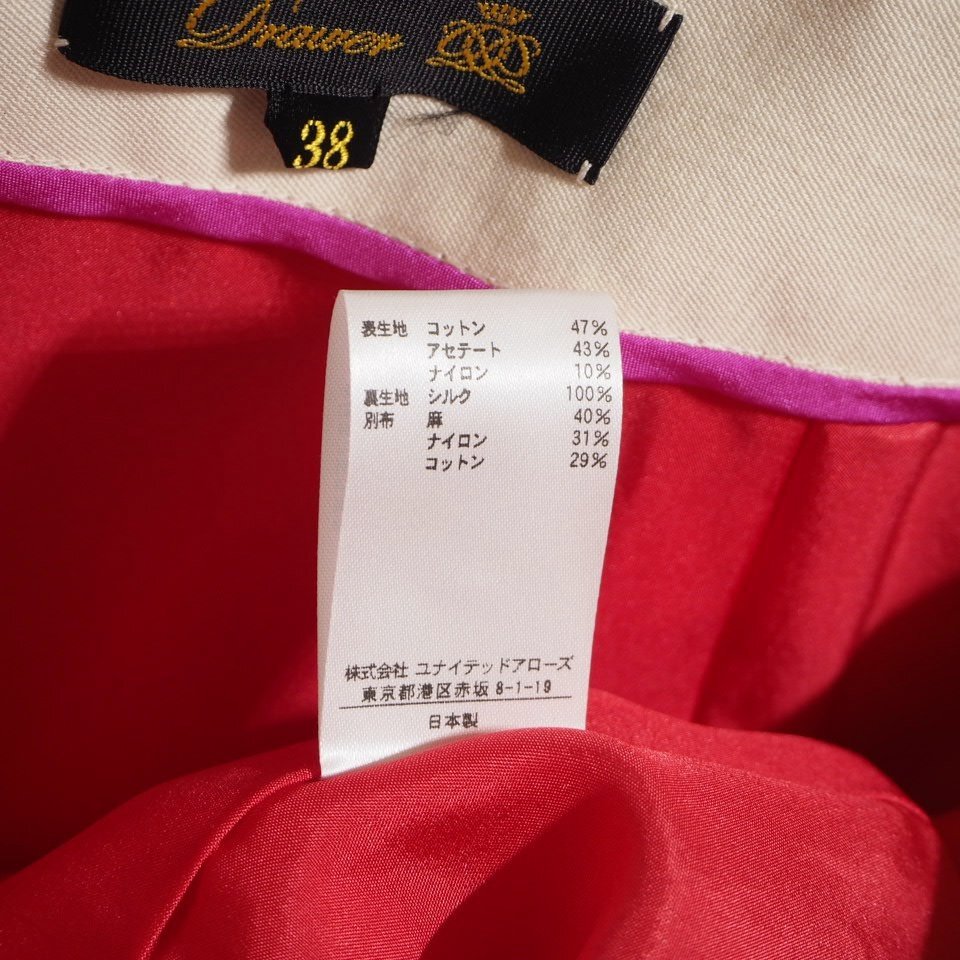 Drawer
38
表生地 コットン 47%
アセテート 43%
ナイロン 10%
裏生地 シルク 100%
別布 麻 40%
ナイロン 31%
コットン 29%
株式会社 ユナイテッドアローズ
東京都港区赤坂 8-1-19
日本製